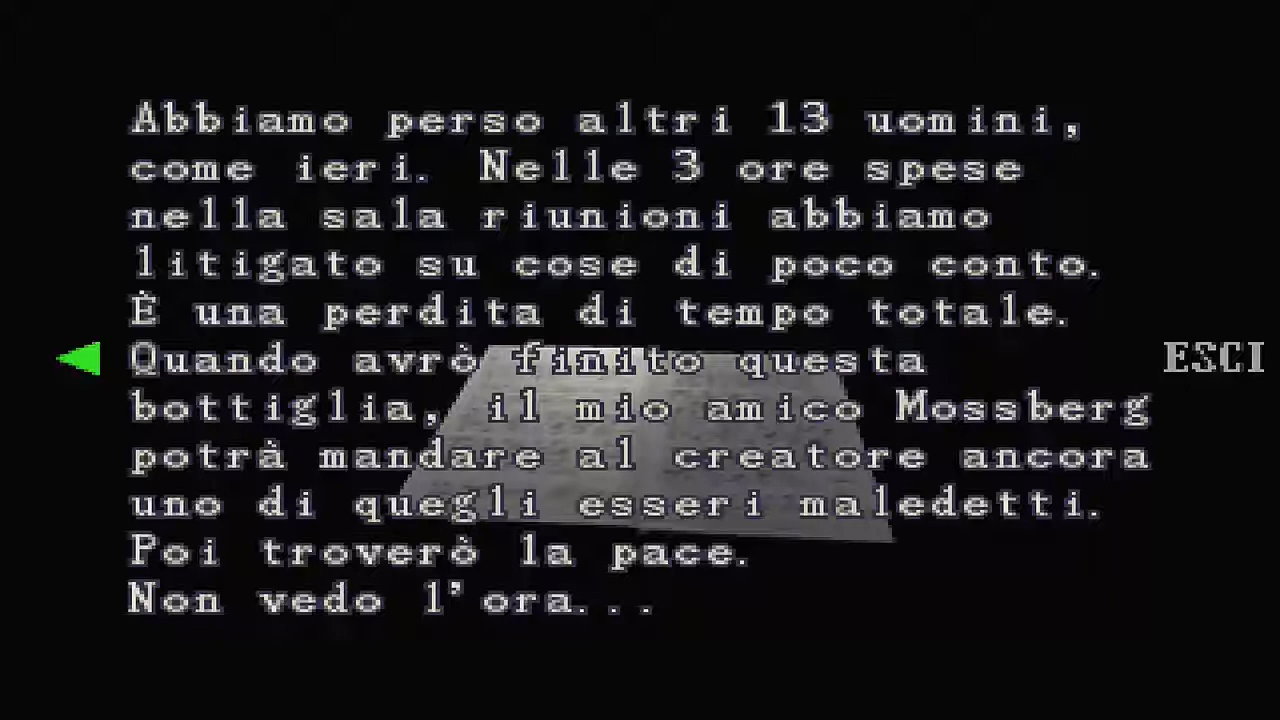 Abbiamo perso altri 13 uomini,
come ieri. Nelle 3 ore spese
nella sala riunioni abbiamo
litigato su cose di poco conto.
È una perdita di tempo totale.
Quando avrò finito questa
bottiglia, il mio amico Mossberg
potrà mandare al creatore ancora
uno di quegli esseri maledetti.
Poi troverò la pace.
Non vedo l'ora...
ESCI